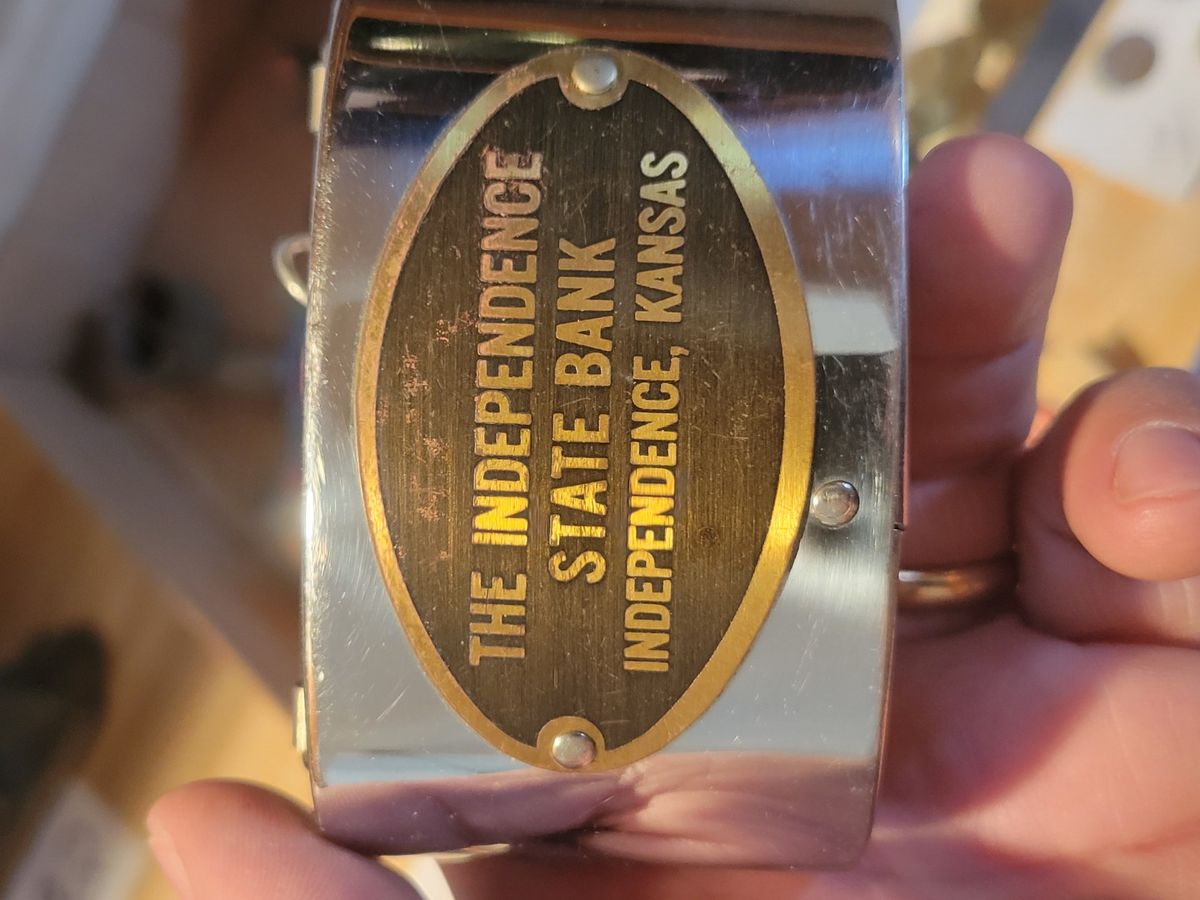 THE INDEPENDENCE
STATE BANK
INDEPENDENCE, KANSAS